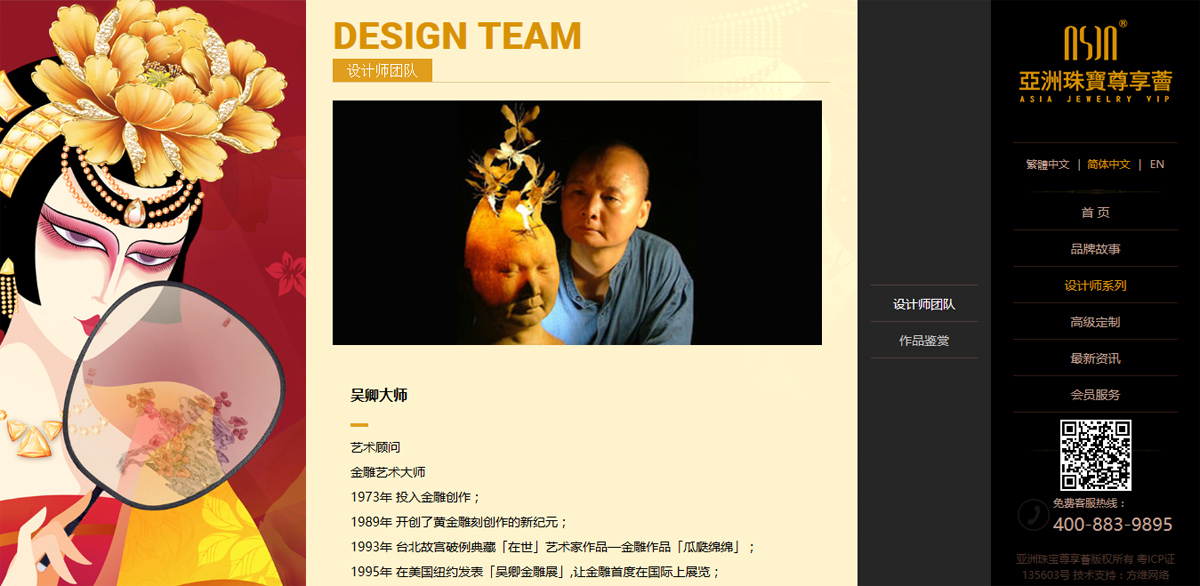 DESIGN TEAM
设计师团队
吴卿大师
艺术顾问
金雕艺术大师
1973年 投入金雕创作；
1989年 开创了黄金雕刻创作的新纪元；
1993年 台北故宫破例典藏「在世」艺术家作品—金雕作品「瓜瓞绵绵」；
1995年 在美国纽约发表「吴卿金雕展」,让金雕首度在国际上展览；
设计师团队
作品鉴赏
®
亞洲珠寶尊享薈
ASIA JEWELRY VIP
繁體中文 | 简体中文 | EN
首 页
品牌故事
设计师系列
高级定制
最新资讯
会员服务
免费客服热线：
400-883-9895
亚洲珠宝尊享薈版权所有 粤ICP证
135603号 技术支持：方维网络